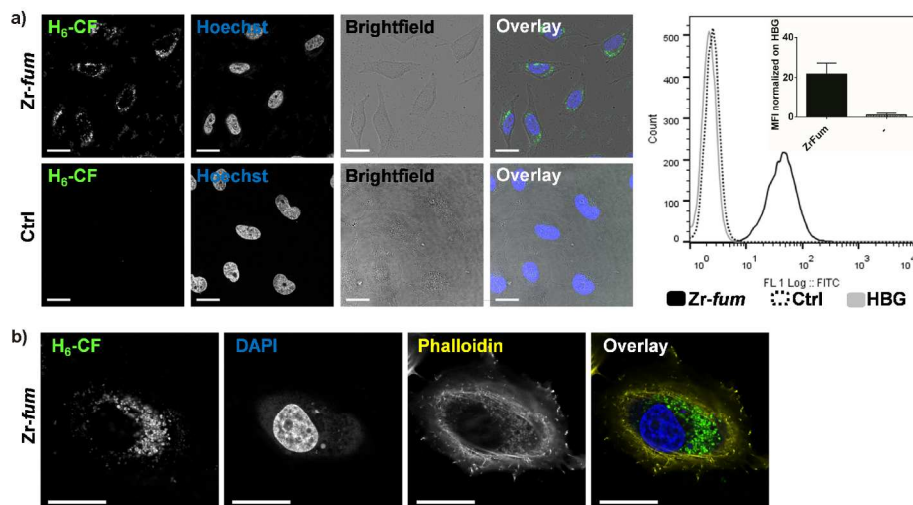 a)
H6-CF
Hoechst
Brightfield
Overlay
Zr-fum
H6-CF
Hoechst
Brightfield
Overlay
Ctrl
Count
500
400
300
200
100
0
10^0 10^1 10^2 10^3
FL 1 Log :: FITC
MFI normalized on HBG
40
20
0
ZrFum
-
Zr-fum Ctrl HBG
b)
H6-CF
DAPI
Phalloidin
Overlay
Zr-fum